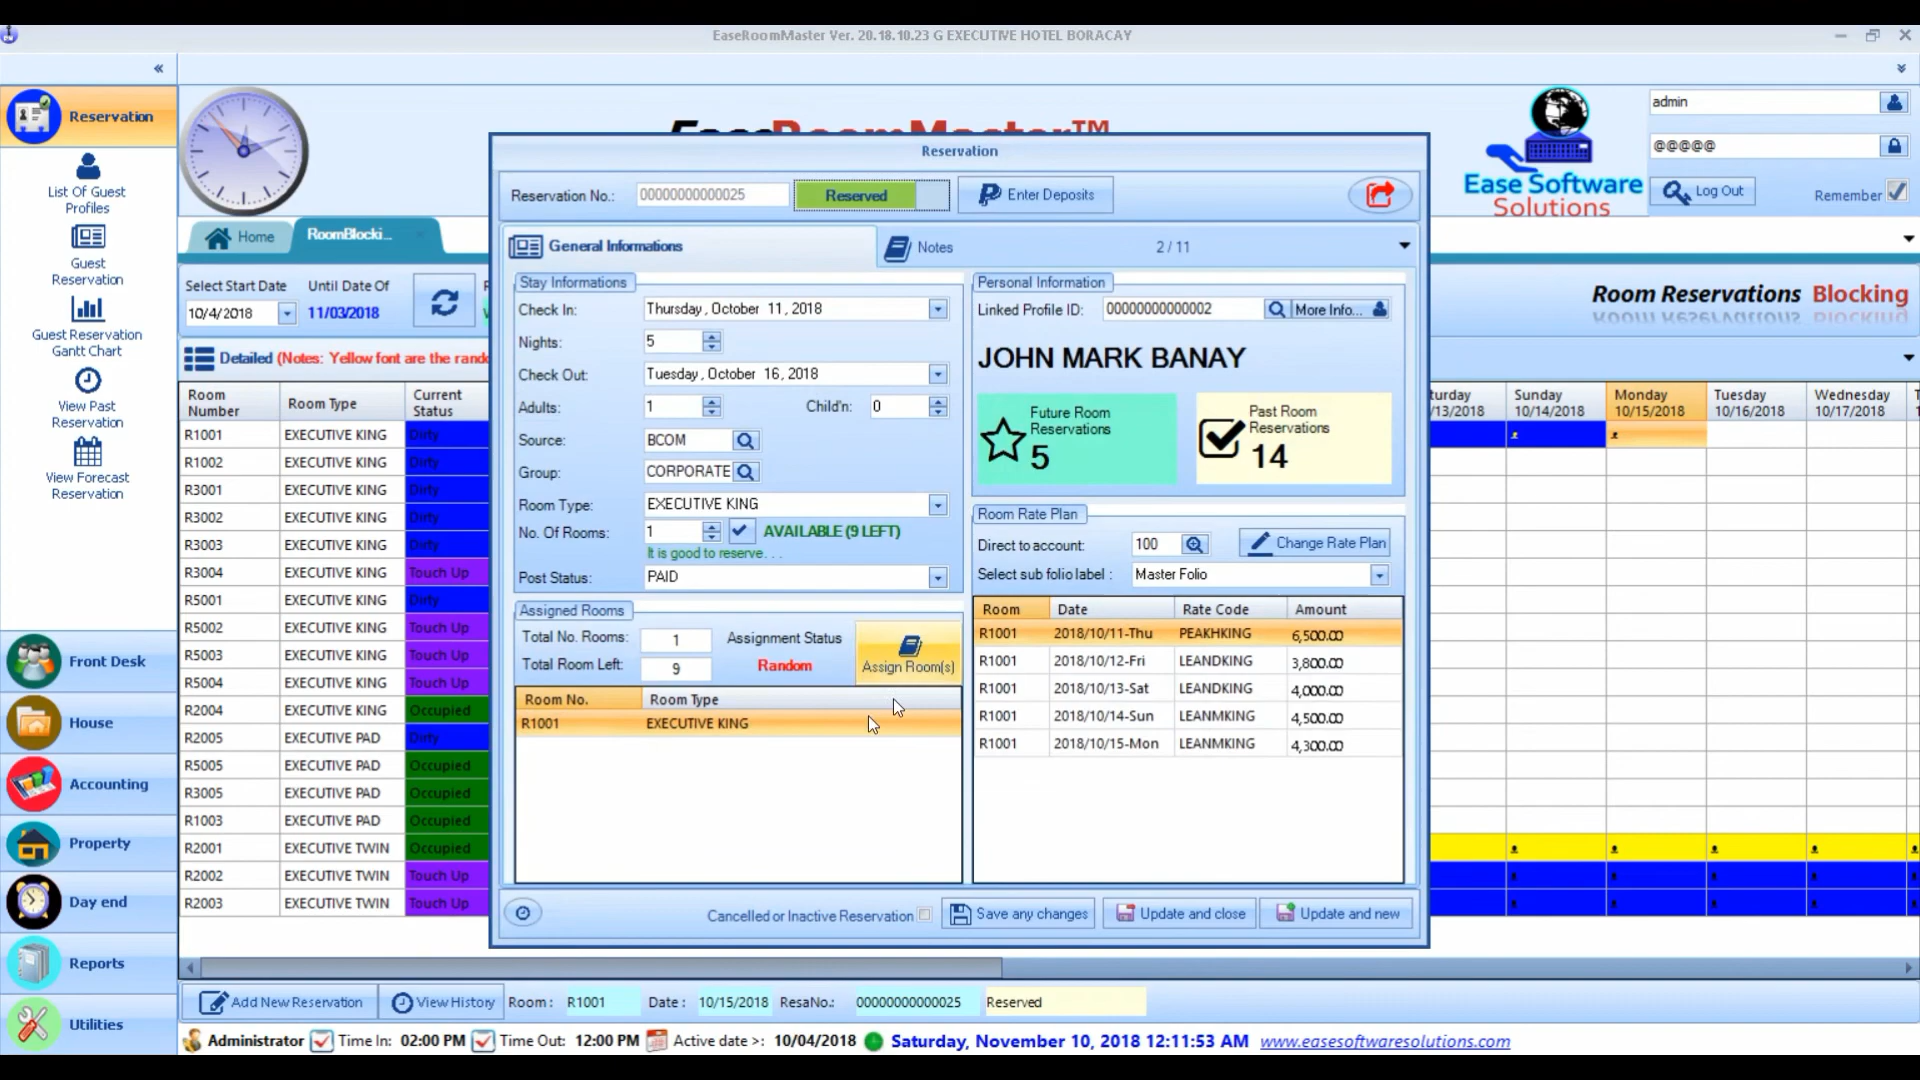 EaseRoomMaster Ver. 20.18.10.23 G EXECUTIVE HOTEL BORACAY
Reservation
List Of Guest
Profiles
Guest
Reservation
Guest Reservation
Gantt Chart
View Past
Reservation
View Forecast
Reservation
Front Desk
House
Accounting
Property
Day end
Reports
Utilities
EaseRoomMaster™
Ease Software
Solutions
admin
@@@@@
Log Out
Remember
Home
RoomBlocki...
Select Start Date
Until Date Of
10/4/2018
11/03/2018
Room Reservations Blocking
Detailed (Notes: Yellow font are the rando
Room Number
Room Type
Current Status
R1001 EXECUTIVE KING Dirty
R1002 EXECUTIVE KING Dirty
R3001 EXECUTIVE KING Dirty
R3002 EXECUTIVE KING Dirty
R3003 EXECUTIVE KING Dirty
R3004 EXECUTIVE KING Touch Up
R5001 EXECUTIVE KING Dirty
R5002 EXECUTIVE KING Touch Up
R5003 EXECUTIVE KING Touch Up
R5004 EXECUTIVE KING Touch Up
R2004 EXECUTIVE KING Occupied
R2005 EXECUTIVE PAD Dirty
R5005 EXECUTIVE PAD Occupied
R3005 EXECUTIVE PAD Occupied
R1003 EXECUTIVE PAD Occupied
R2001 EXECUTIVE TWIN Occupied
R2002 EXECUTIVE TWIN Touch Up
R2003 EXECUTIVE TWIN Touch Up
turday
/13/2018
Sunday
10/14/2018
Monday
10/15/2018
Tuesday
10/16/2018
Wednesday
10/17/2018
Reservation
Reservation No.: 00000000000025 Reserved Enter Deposits
General Informations
Notes
2 / 11
Stay Informations
Check In: Thursday, October 11, 2018
Nights: 5
Check Out: Tuesday, October 16, 2018
Adults: 1 Child'n: 0
Source: BCOM
Group: CORPORATE
Room Type: EXECUTIVE KING
No. Of Rooms: 1 AVAILABLE (9 LEFT)
It is good to reserve. . .
Post Status: PAID
Assigned Rooms
Total No. Rooms: 1
Total Room Left: 9
Assignment Status
Random
Assign Room(s)
Room No. Room Type
R1001 EXECUTIVE KING
Personal Information
Linked Profile ID: 00000000000002 More Info...
JOHN MARK BANAY
Future Room
Reservations
5
Past Room
Reservations
14
Room Rate Plan
Direct to account: 100 Change Rate Plan
Select sub folio label : Master Folio
Room Date Rate Code Amount
R1001 2018/10/11-Thu PEAKHKING 6,500.00
R1001 2018/10/12-Fri LEANDKING 3,800.00
R1001 2018/10/13-Sat LEANDKING 4,000.00
R1001 2018/10/14-Sun LEANMKING 4,500.00
R1001 2018/10/15-Mon LEANMKING 4,300.00
Cancelled or Inactive Reservation
Save any changes
Update and close
Update and new
Add New Reservation
View History
Room : R1001 Date : 10/15/2018 ResaNo.: 00000000000025 Reserved
Administrator Time In: 02:00 PM Time Out: 12:00 PM Active date >: 10/04/2018 Saturday, November 10, 2018 12:11:53 AM www.easesoftwaresolutions.com